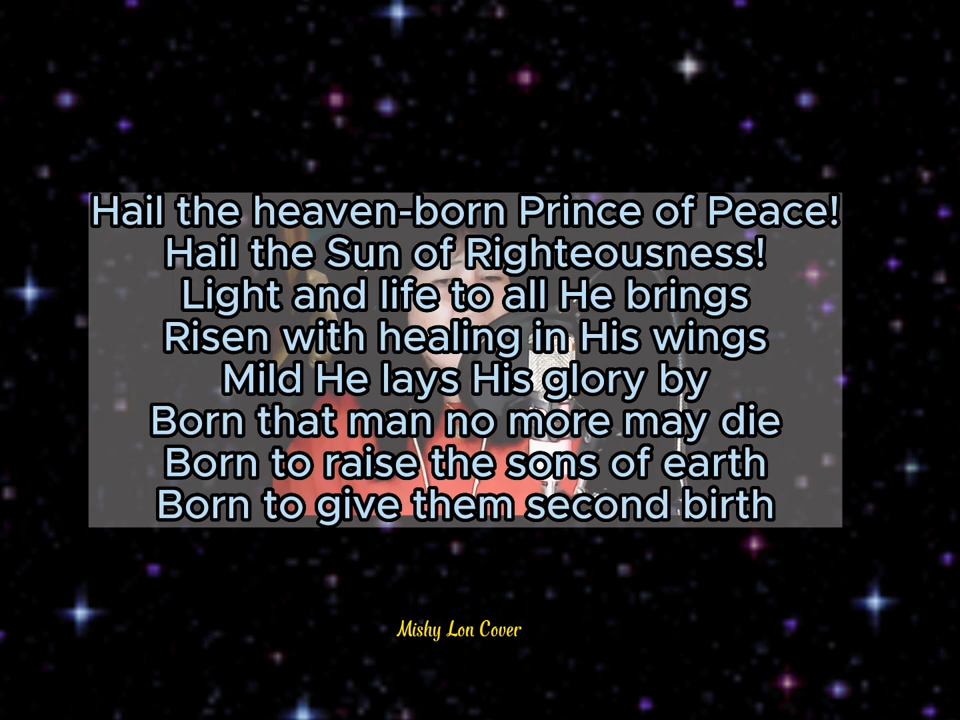 Hail the heaven-born Prince of Peace!
Hail the Sun of Righteousness!
Light and life to all He brings
Risen with healing in His wings
Mild He lays His glory by
Born that man no more may die
Born to raise the sons of earth
Born to give them second birth
Mishy Lon Cover